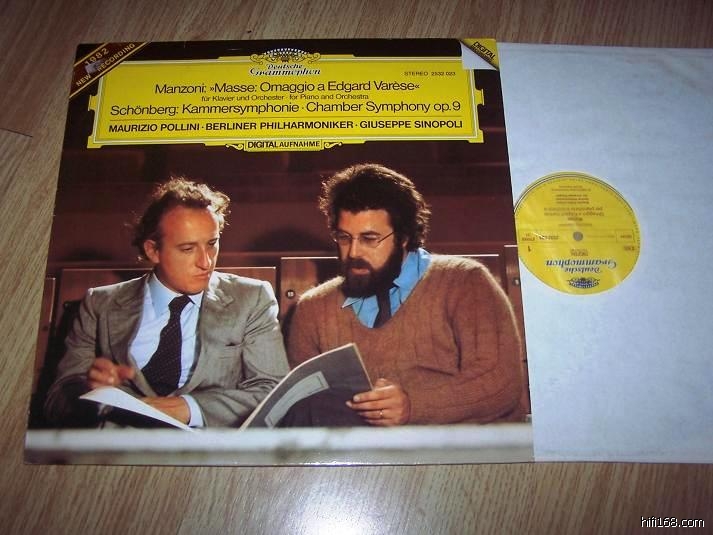 1982
NEW RECORDING
Deutsche
Grammophon
DIGITAL
STEREO 2532 023
Manzoni: »Masse: Omaggio a Edgard Varèse«
für Klavier und Orchester · for Piano and Orchestra
Schönberg: Kammersymphonie · Chamber Symphony op. 9
MAURIZIO POLLINI · BERLINER PHILHARMONIKER · GIUSEPPE SINOPOLI
DIGITAL AUFNAHME
1
Deutsche
Grammophon
hifi168.com